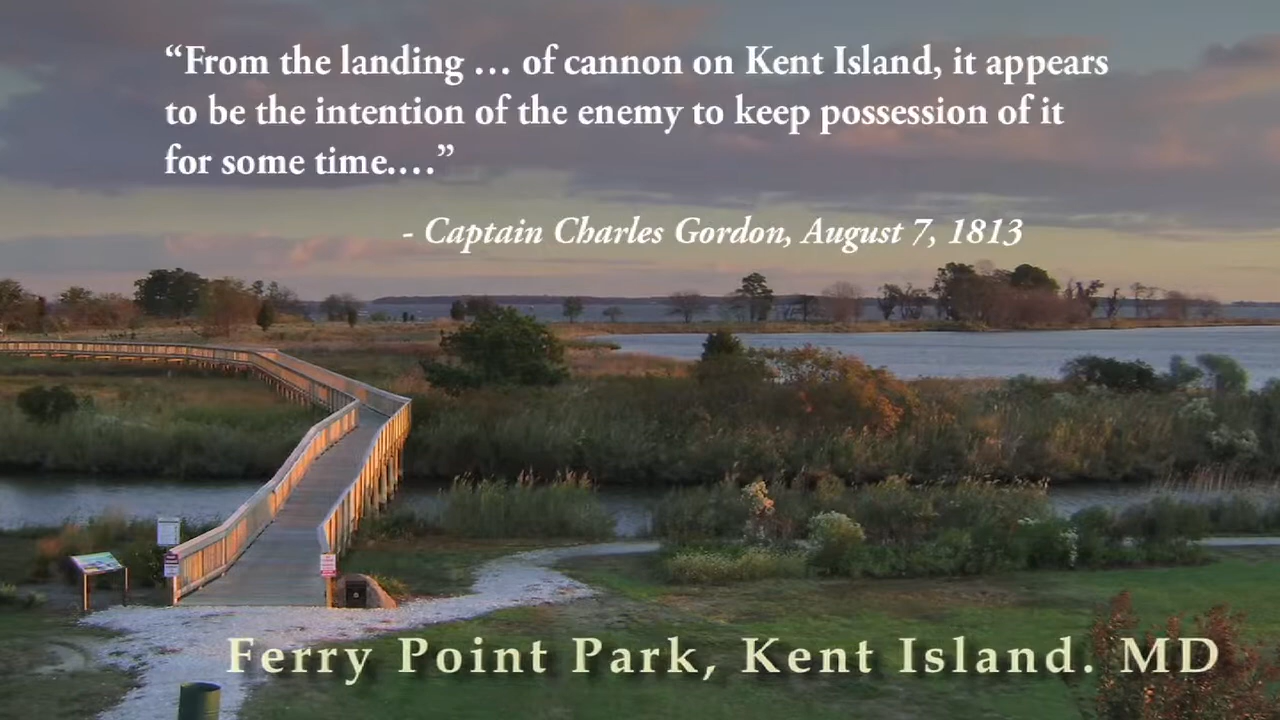 “From the landing … of cannon on Kent Island, it appears
to be the intention of the enemy to keep possession of it
for some time.…”
- Captain Charles Gordon, August 7, 1813
Ferry Point Park, Kent Island. MD